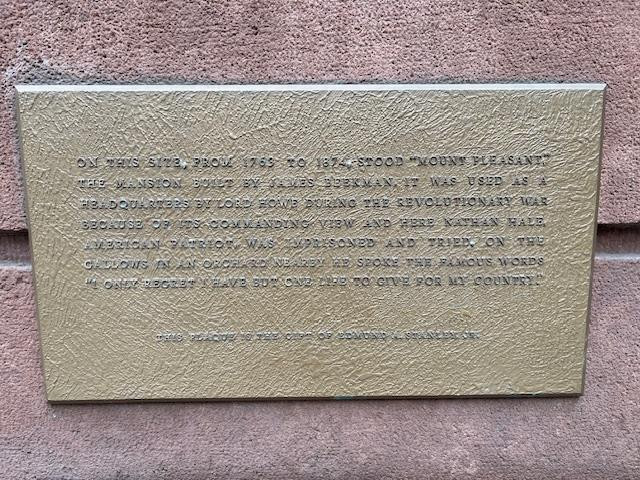 ON THIS SITE, FROM 1763 TO 1874, STOOD "MOUNT PLEASANT,"
THE MANSION BUILT BY JAMES BEEKMAN. IT WAS USED AS A
HEADQUARTERS BY LORD HOWE DURING THE REVOLUTIONARY WAR
BECAUSE OF ITS COMMANDING VIEW AND HERE NATHAN HALE,
AMERICAN PATRIOT, WAS IMPRISONED AND TRIED. ON THE
GALLOWS IN AN ORCHARD NEARBY HE SPOKE THE FAMOUS WORDS
"I ONLY REGRET I HAVE BUT ONE LIFE TO GIVE FOR MY COUNTRY."
THIS PLAQUE IS THE GIFT OF EDMUND A. STANLEY, JR.